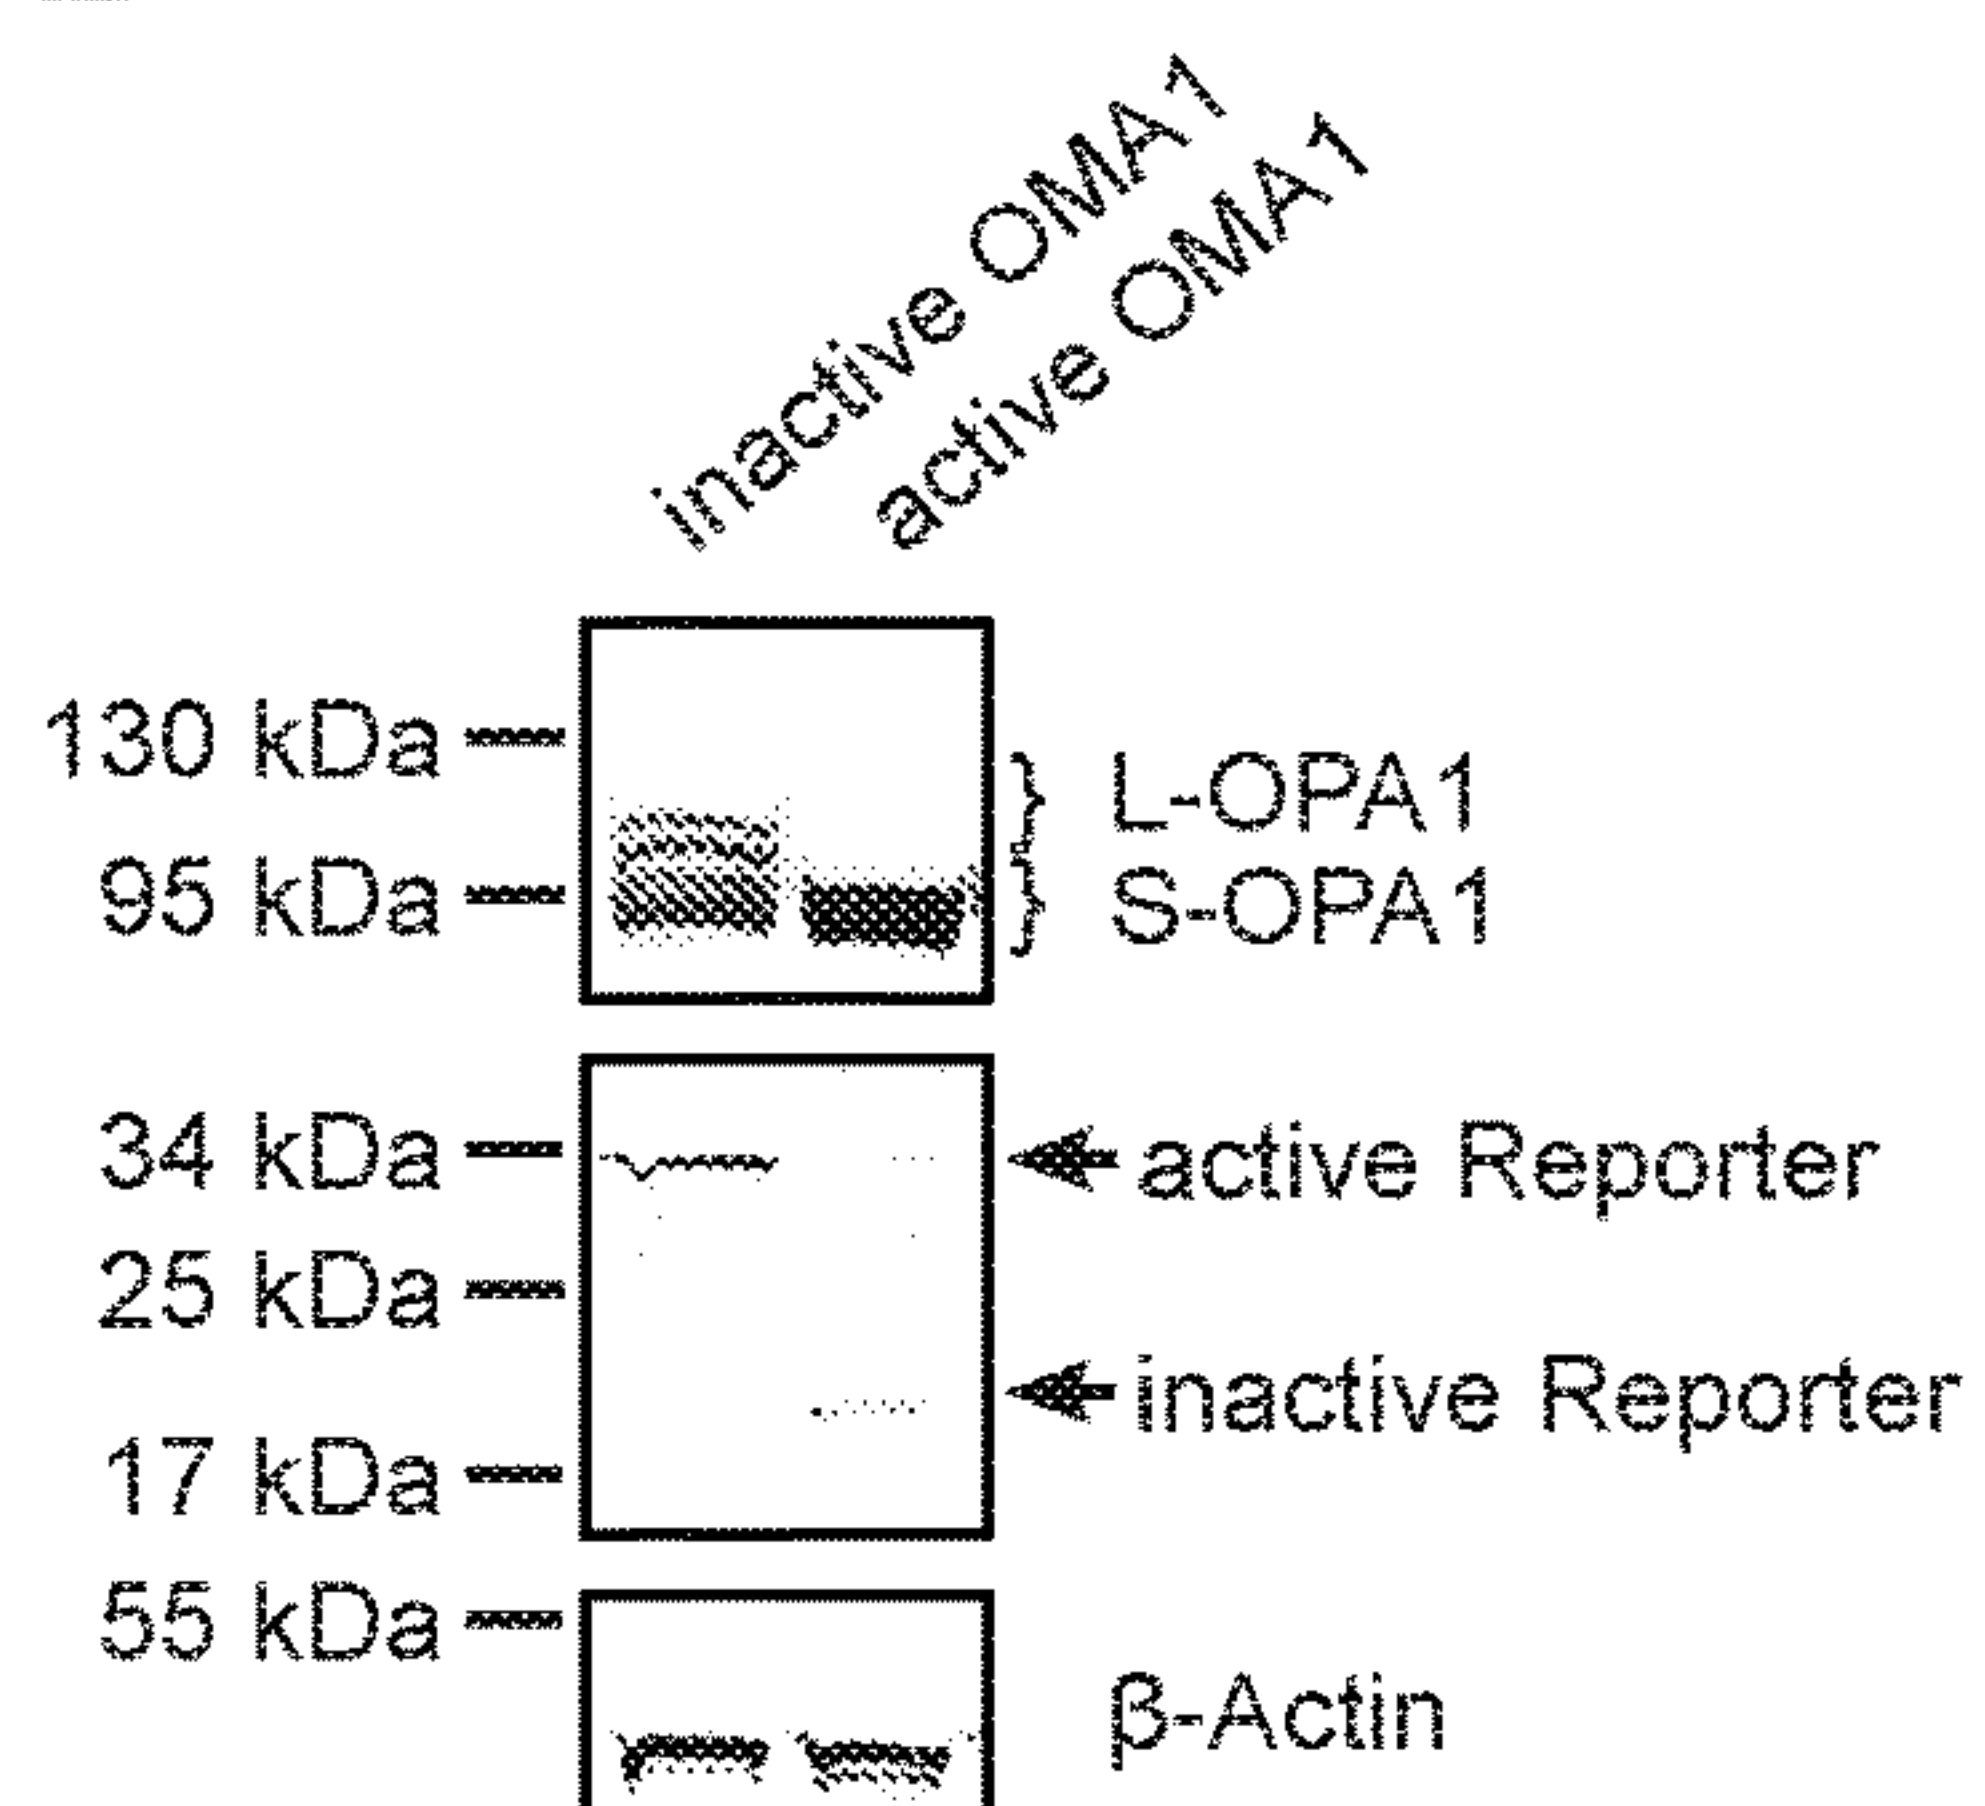 inactive OMA1
active OMA1
130 kDa
L-OPA1
95 kDa
S-OPA1
34 kDa
active Reporter
25 kDa
inactive Reporter
17 kDa
55 kDa
β-Actin